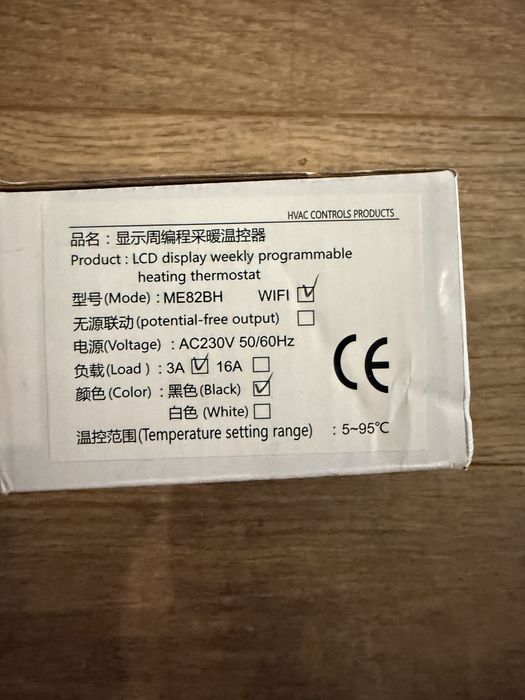 HVAC CONTROLS PRODUCTS
品名：显示周编程采暖温控器
Product : LCD display weekly programmable
heating thermostat
型号(Mode) : ME82BH WIFI ☑
无源联动(potential-free output) ☐
电源(Voltage) : AC230V 50/60Hz
负载(Load ) : 3A ☑ 16A ☐
颜色(Color) : 黑色(Black) ☑
白色 (White) ☐
CE
温控范围(Temperature setting range) : 5~95℃